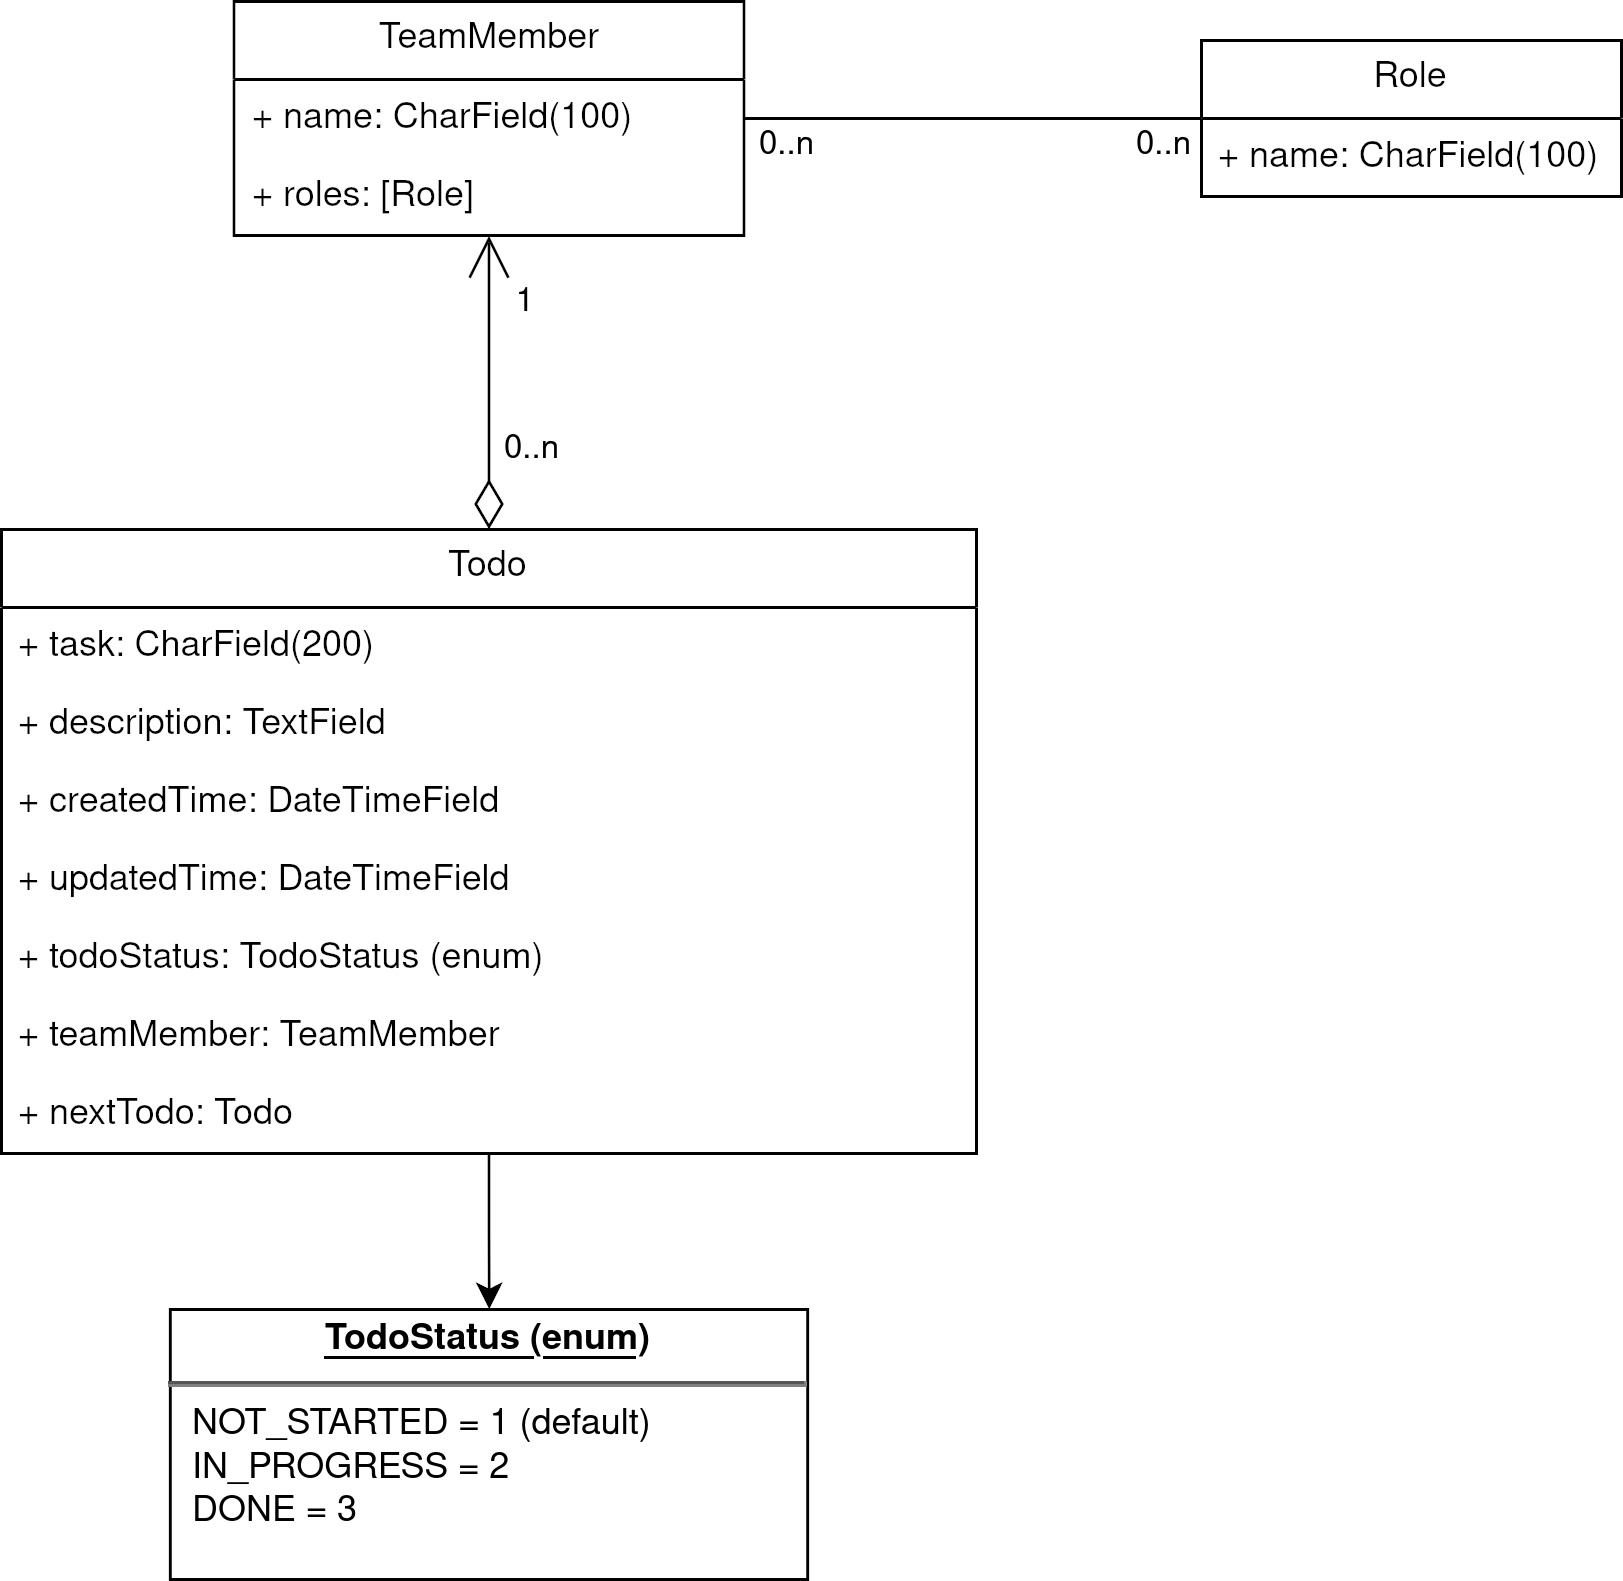 TeamMember
+ name: CharField(100)
+ roles: [Role]
0..n
0..n
Role
+ name: CharField(100)
1
0..n
Todo
+ task: CharField(200)
+ description: TextField
+ createdTime: DateTimeField
+ updatedTime: DateTimeField
+ todoStatus: TodoStatus (enum)
+ teamMember: TeamMember
+ nextTodo: Todo
TodoStatus (enum)
NOT_STARTED = 1 (default)
IN_PROGRESS = 2
DONE = 3